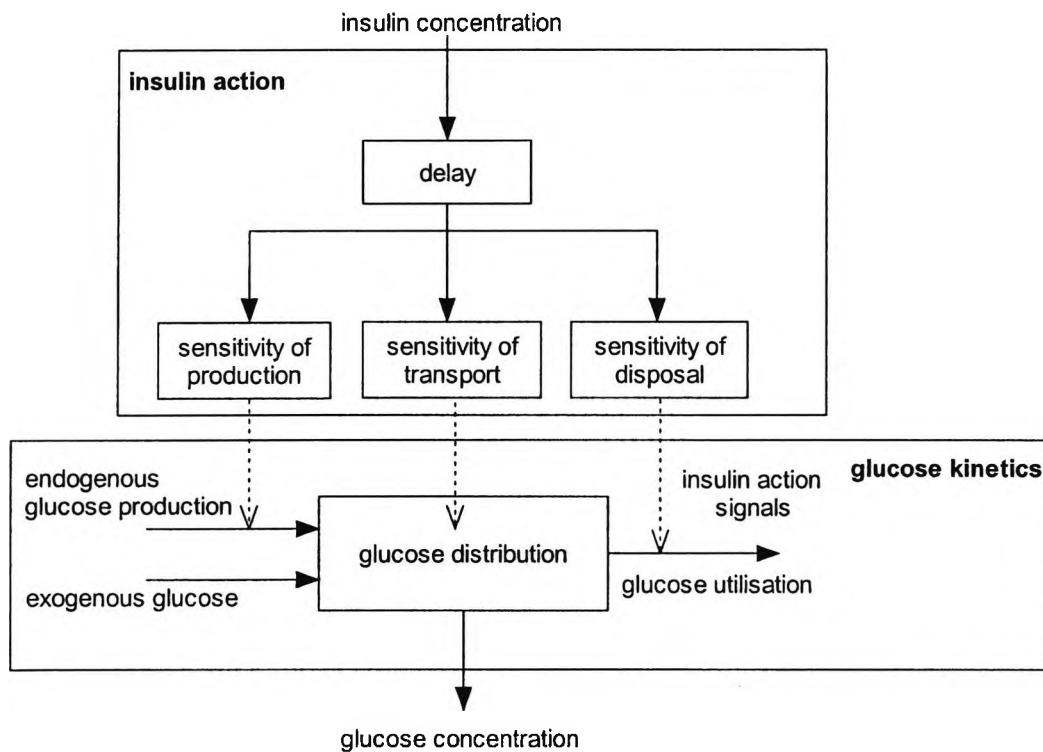 insulin concentration
insulin action
delay
sensitivity of
production
sensitivity of
transport
sensitivity of
disposal
glucose kinetics
endogenous
glucose production
insulin action
signals
glucose distribution
exogenous glucose
glucose utilisation
glucose concentration